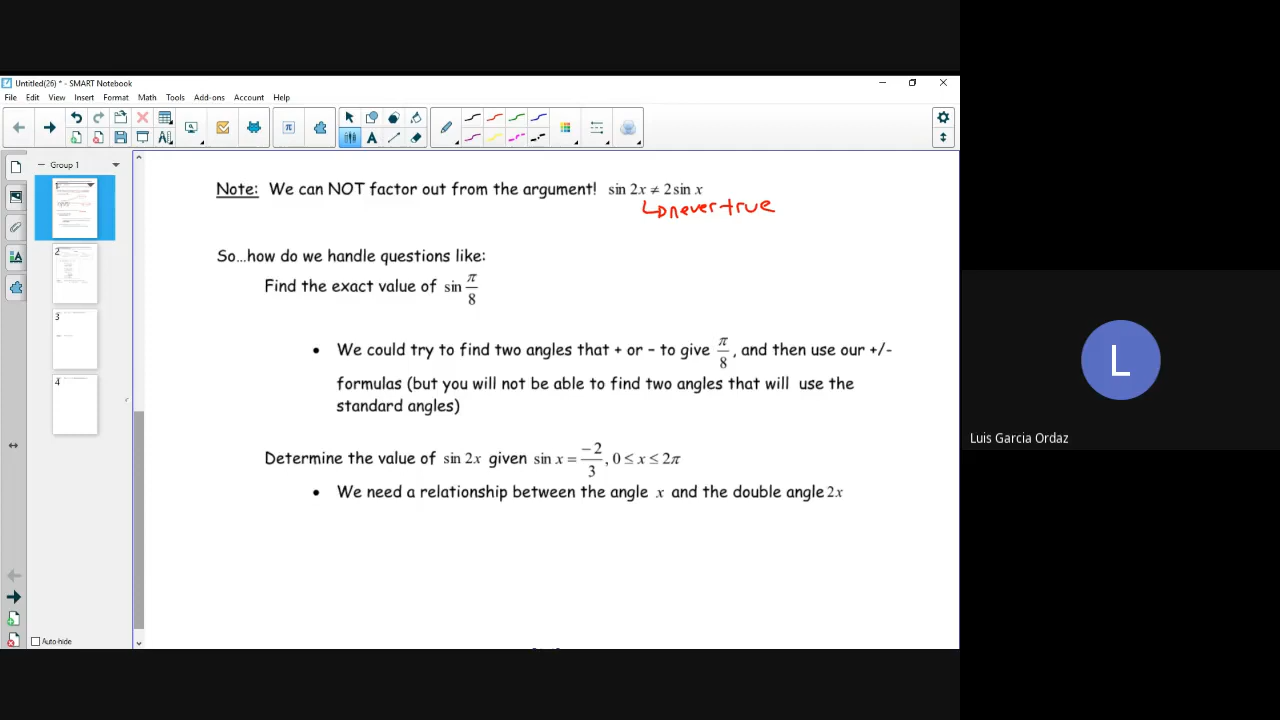 Untitled(26) * - SMART Notebook
File Edit View Insert Format Math Tools Add-ons Account Help
Group 1
Note: We can NOT factor out from the argument! sin 2x ≠ 2 sin x
↳ never true
So…how do we handle questions like:
Find the exact value of sin π/8
• We could try to find two angles that + or – to give π/8, and then use our +/-
formulas (but you will not be able to find two angles that will use the
standard angles)
Determine the value of sin 2x given sin x = -2/3, 0 ≤ x ≤ 2π
• We need a relationship between the angle x and the double angle 2x
2
3
4
Auto-hide
L
Luis Garcia Ordaz